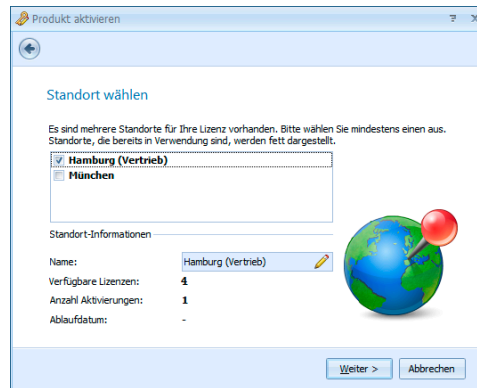 Produkt aktivieren
Standort wählen
Es sind mehrere Standorte für Ihre Lizenz vorhanden. Bitte wählen Sie mindestens einen aus.
Standorte, die bereits in Verwendung sind, werden fett dargestellt.
Hamburg (Vertrieb)
München
Standort-Informationen
Name: Hamburg (Vertrieb)
Verfügbare Lizenzen: 4
Anzahl Aktivierungen: 1
Ablaufdatum: -
Weiter > Abbrechen